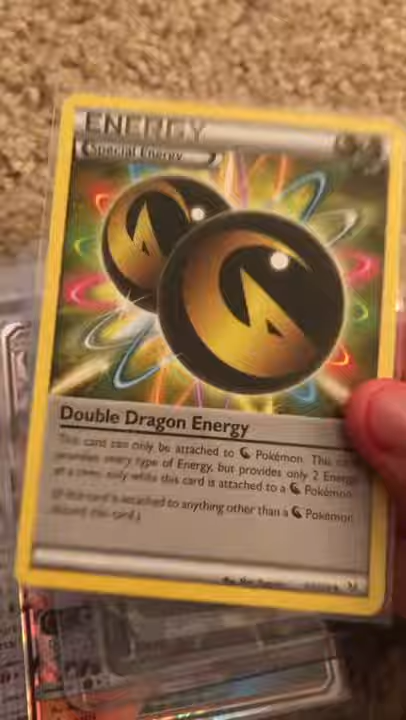 ENERGY
Special Energy
Double Dragon Energy
This card can only be attached to Pokémon. This card
provides every type of Energy, but provides only 2 Energy
at a time, only while this card is attached to a Pokémon.
(If this card is attached to anything other than a Pokémon,
discard this card.)